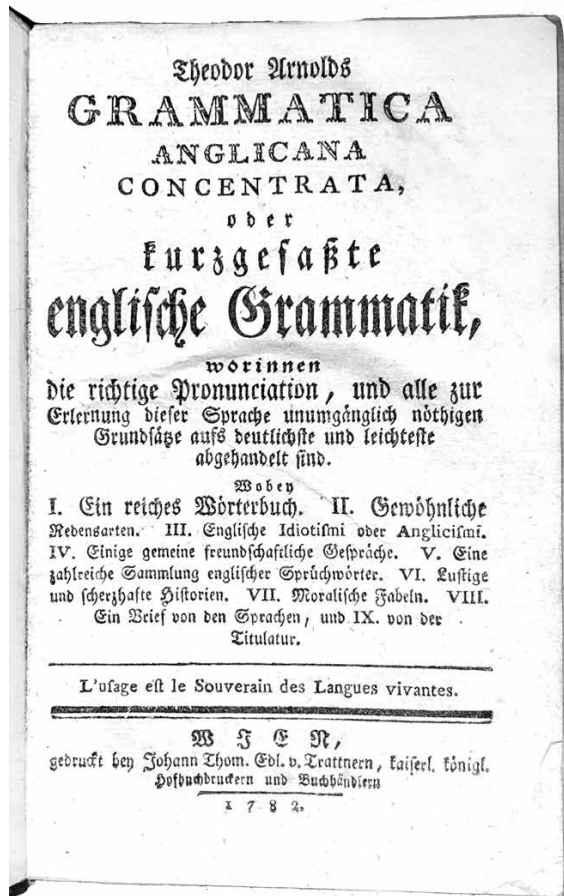 Theodor Arnolds
GRAMMATICA
ANGLICANA
CONCENTRATA,
oder
kurzgefaßte
englische Grammatik,
worinnen
die richtige Pronunciation, und alle zur
Erlernung dieser Sprache unumgänglich nöthigen
Grundsätze aufs deutlichste und leichteste
abgehandelt sind.
Wobey
I. Ein reiches Wörterbuch. II. Gewöhnliche
Redensarten. III. Englische Idiotismi oder Anglicismi.
IV. Einige gemeine freundschaftliche Gespräche. V. Eine
zahlreiche Sammlung englischer Sprüchwörter. VI. Lustige
und scherzhafte Historien. VII. Moralische Fabeln. VIII.
Ein Brief von den Sprachen, und IX. von der
Titulatur.
L'usage est le Souverain des Langues vivantes.
WIEN,
gedruckt bey Johann Thom. Edl. v. Trattnern, kaiserl. königl.
Hofbuchdruckern und Buchhändlern
1782.